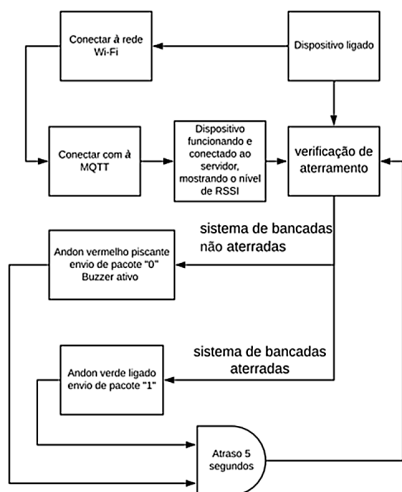 Conectar à rede
Wi-Fi
Dispositivo ligado
Conectar com à
MQTT
Dispositivo
funcionando e
conectado ao
servidor,
mostrando o nível
de RSSI
verificação de
aterramento
sistema de bancadas
não aterradas
Andon vermelho piscante
envio de pacote "0"
Buzzer ativo
sistema de bancadas
aterradas
Andon verde ligado
envio de pacote "1"
Atraso 5
segundos